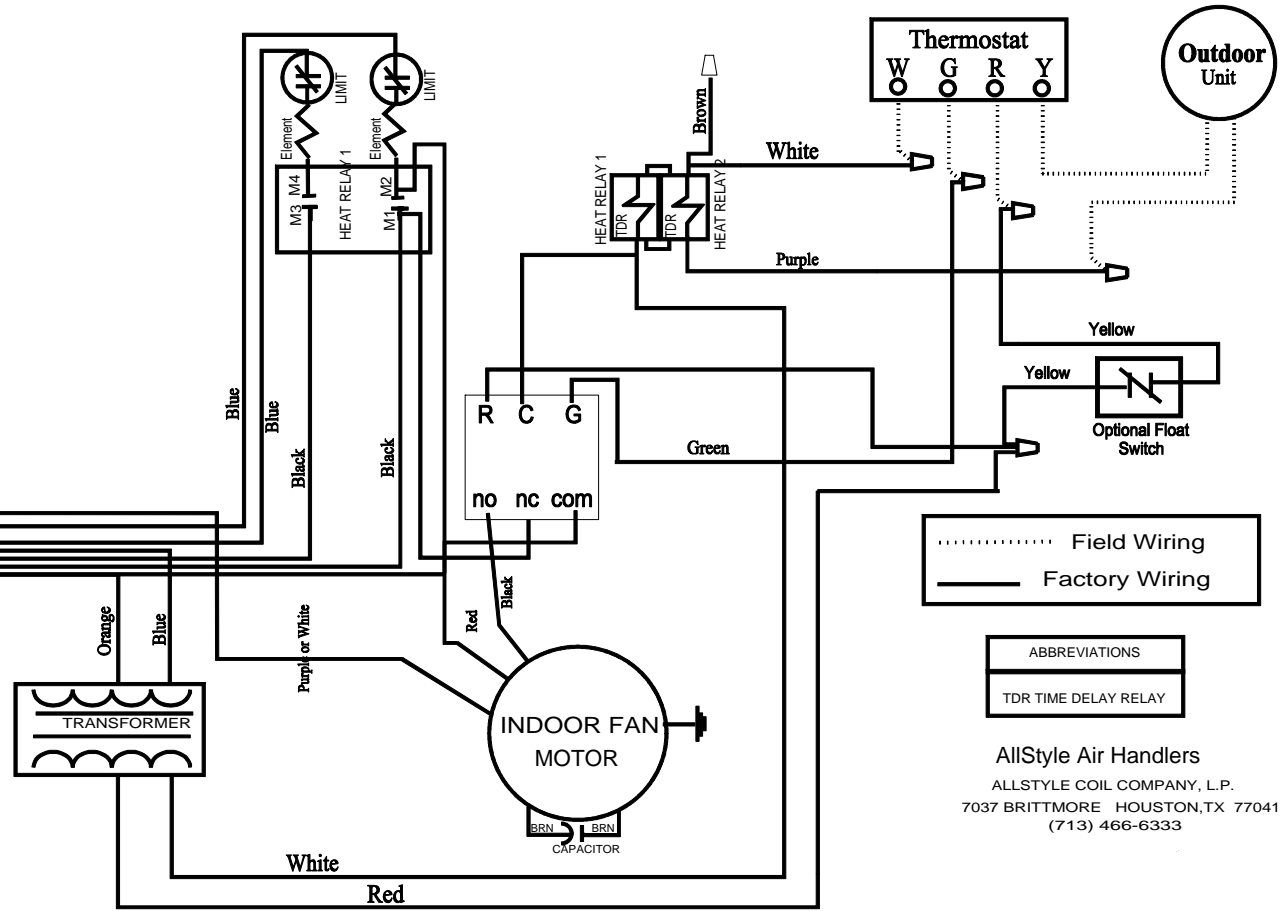 Thermostat
W G R Y
Outdoor
Unit
LIMIT
LIMIT
Element
Element
Brown
White
M4
M3
HEAT RELAY 1
M2
M1
HEAT RELAY 1
TDR
TDR
HEAT RELAY 2
Purple
Yellow
Yellow
Optional Float
Switch
Blue
Blue
Black
Black
R C G
Green
no nc com
Field Wiring
Factory Wiring
Orange
Blue
Purple or White
Red
Black
ABBREVIATIONS
TDR TIME DELAY RELAY
TRANSFORMER
INDOOR FAN
MOTOR
BRN BRN
CAPACITOR
AllStyle Air Handlers
ALLSTYLE COIL COMPANY, L.P.
7037 BRITTMORE HOUSTON,TX 77041
(713) 466-6333
White
Red